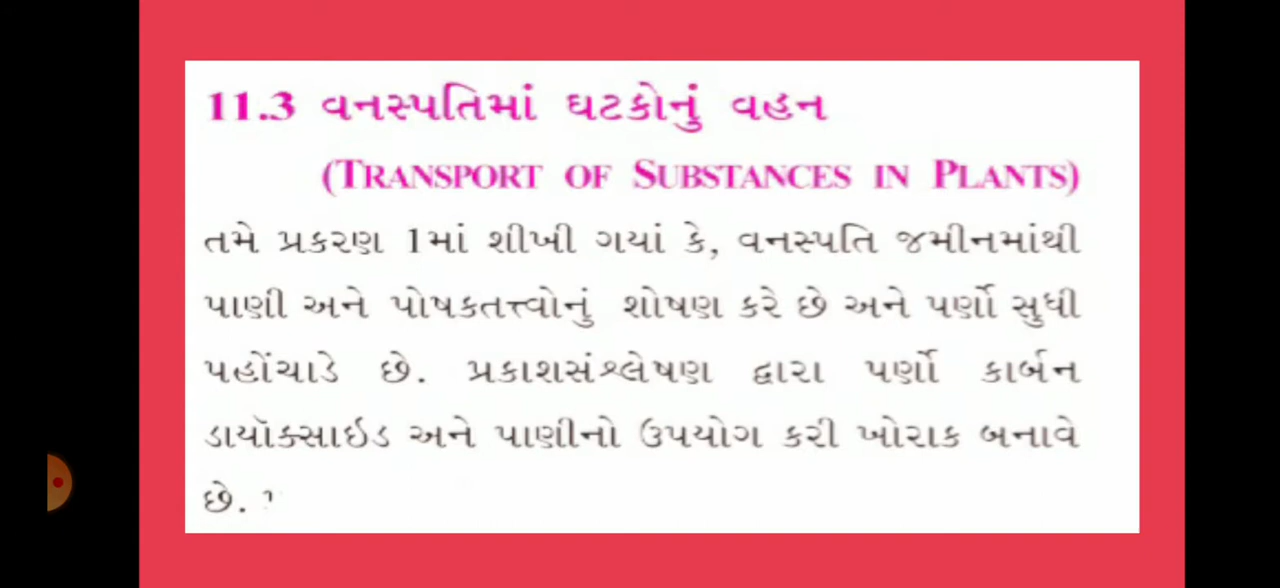 11.3 વનસ્પતિમાં ઘટકોનું વહન
(TRANSPORT OF SUBSTANCES IN PLANTS)
તમે પ્રકરણ 1માં શીખી ગયાં કે, વનસ્પતિ જમીનમાંથી
પાણી અને પોષકતત્ત્વોનું શોષણ કરે છે અને પર્ણો સુધી
પહોંચાડે છે. પ્રકાશસંશ્લેષણ દ્વારા પર્ણો કાર્બન
ડાયૉક્સાઇડ અને પાણીનો ઉપયોગ કરી ખોરાક બનાવે
છે.